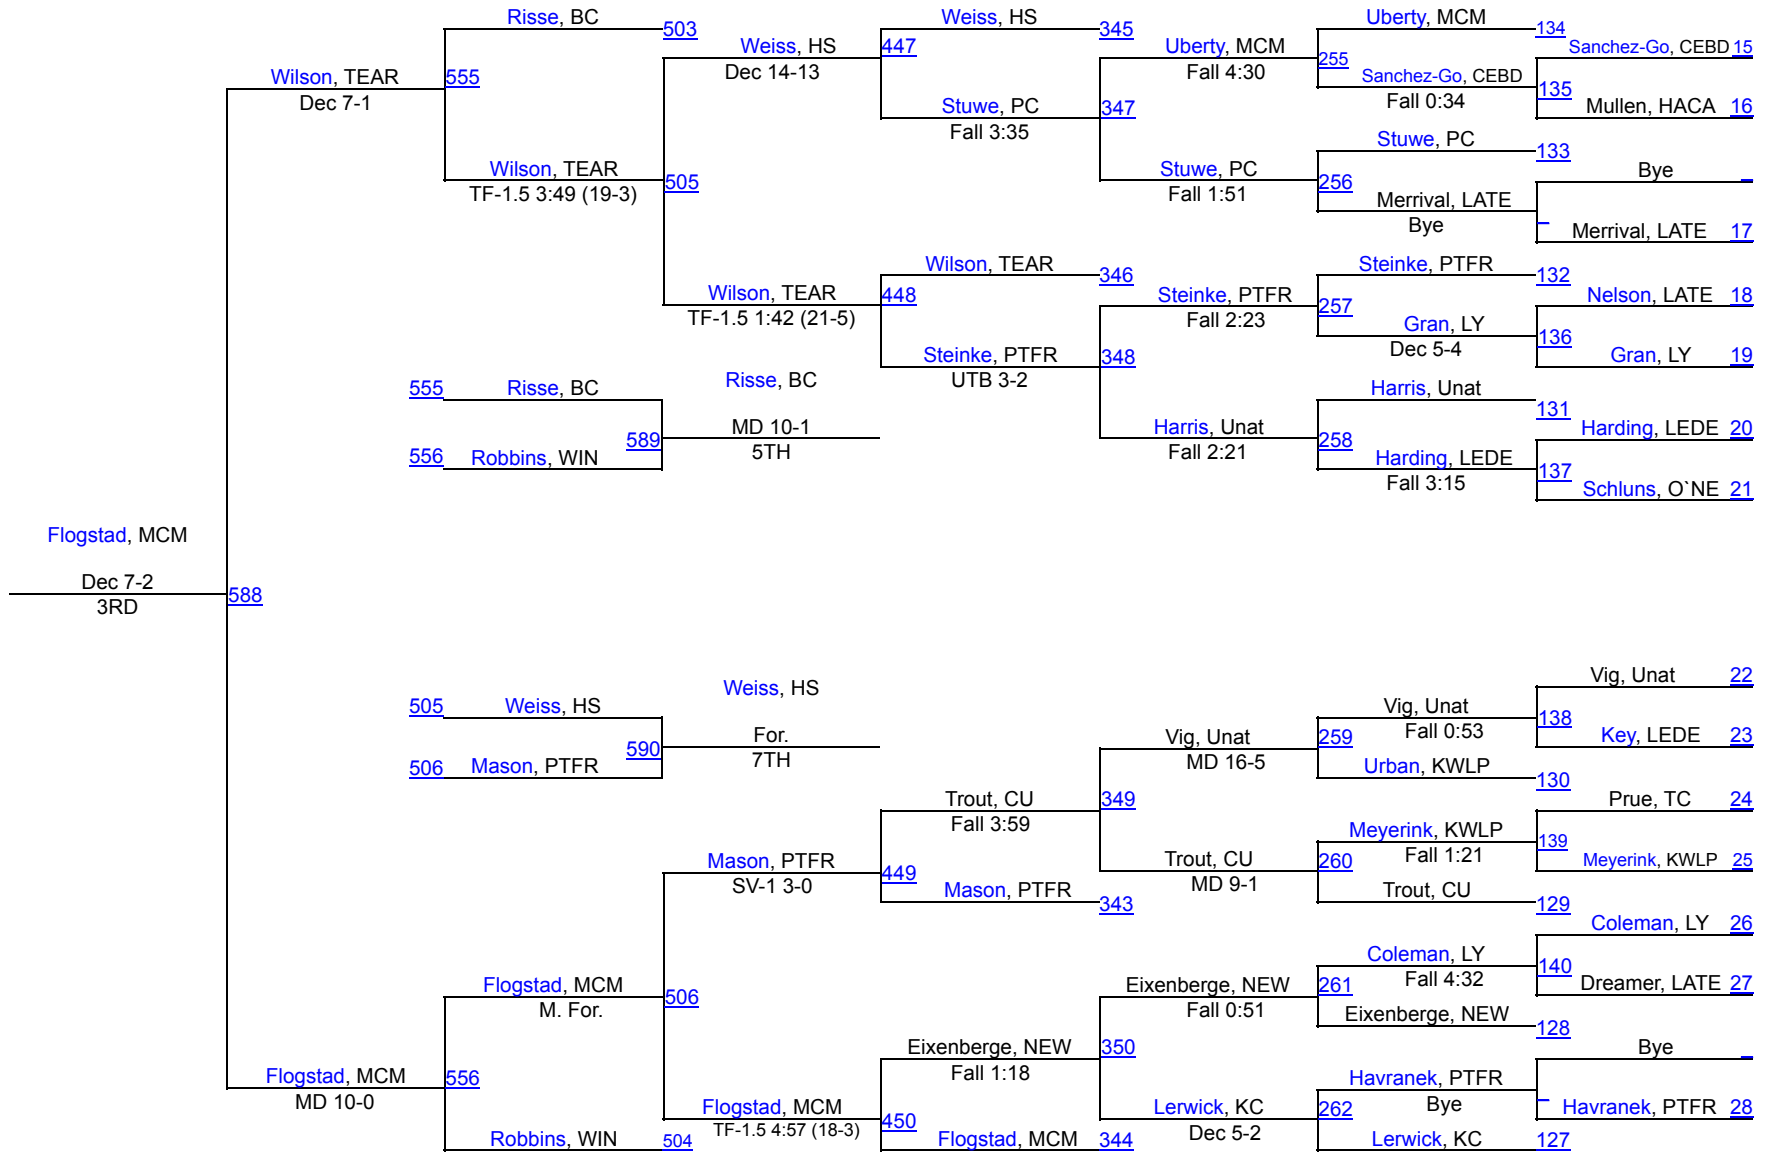 Risse, BC
Weiss, HS
Uberty, MCM
503
345
134
Weiss, HS
447
Uberty, MCM
Sanchez-Go, CEBD 15
Dec 14-13
Fall 4:30
255
Wilson, TEAR
555
Sanchez-Go, CEBD
135
Dec 7-1
Stuwe, PC
347
Fall 0:34
Mullen, HACA 16
Fall 3:35
Stuwe, PC
133
Wilson, TEAR
Stuwe, PC
Bye
TF-1.5 3:49 (19-3)
505
Fall 1:51
256
Merrival, LATE
Bye
Merrival, LATE 17
Wilson, TEAR
346
Steinke, PTFR
132
Wilson, TEAR
448
Steinke, PTFR
257
Nelson, LATE 18
TF-1.5 1:42 (21-5)
Fall 2:23
Gran, LY
136
Steinke, PTFR
348
Dec 5-4
Gran, LY 19
UTB 3-2
555
Risse, BC
Risse, BC
Harris, Unat
131
589
MD 10-1
Harris, Unat
258
Harding, LEDE 20
556
Robbins, WIN
5TH
Fall 2:21
Harding, LEDE
137
Fall 3:15
Schluns, O`NE 21
Flogstad, MCM
Dec 7-2
588
3RD
Vig, Unat 22
Weiss, HS
505
Weiss, HS
Vig, Unat
138
590
For.
Vig, Unat
259
Fall 0:53
Key, LEDE 23
506
Mason, PTFR
7TH
MD 16-5
Urban, KWLP
130
Trout, CU
349
Prue, TC 24
Fall 3:59
Meyerink, KWLP
139
Mason, PTFR
449
Trout, CU
260
Fall 1:21
Meyerink, KWLP 25
SV-1 3-0
Mason, PTFR
343
MD 9-1
Trout, CU
129
Coleman, LY 26
Coleman, LY
140
Flogstad, MCM
506
Eixenberge, NEW
261
Fall 4:32
Dreamer, LATE 27
M. For.
Fall 0:51
Eixenberge, NEW
128
Eixenberge, NEW
350
Bye
Flogstad, MCM
556
Fall 1:18
Havranek, PTFR
MD 10-0
Flogstad, MCM
450
Lerwick, KC
262
Bye
Havranek, PTFR 28
TF-1.5 4:57 (18-3)
Dec 5-2
Robbins, WIN
504
Flogstad, MCM
344
Lerwick, KC
127